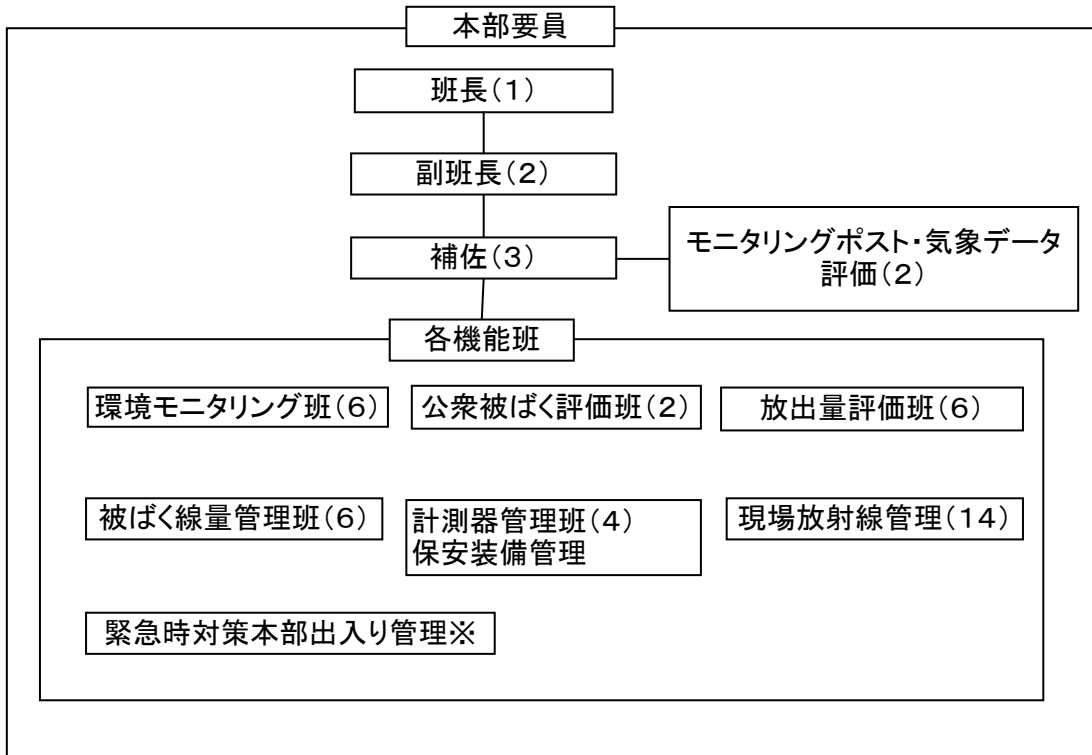 本部要員
班長(1)
副班長(2)
補佐(3)
モニタリングポスト・気象データ
評価(2)
各機能班
環境モニタリング班(6)
公衆被ばく評価班(2)
放出量評価班(6)
被ばく線量管理班(6)
計測器管理班(4)
保安装備管理
現場放射線管理(14)
緊急時対策本部出入り管理※